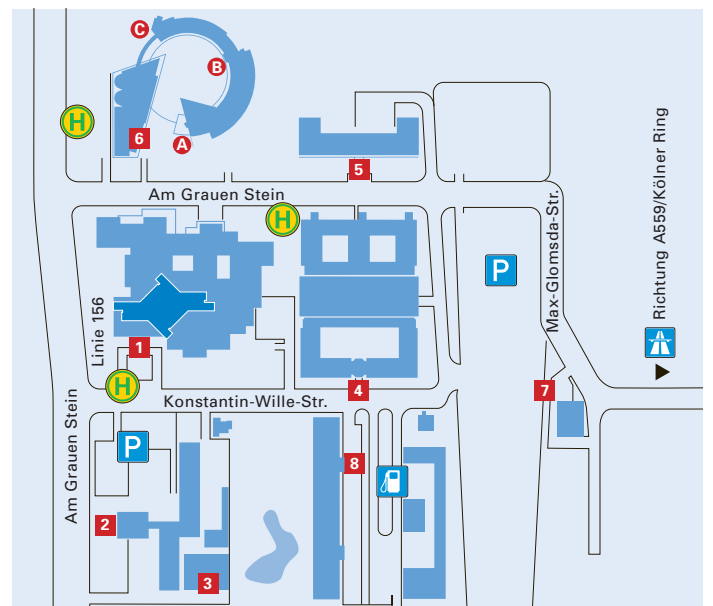 C
B
H
6
A
5
Am Grauen Stein
H
Max-Glomsda-Str.
Richtung A559/Kölner Ring
P
Linie 156
1
H
Konstantin-Wille-Str.
4
7
Am Grauen Stein
P
8
2
3